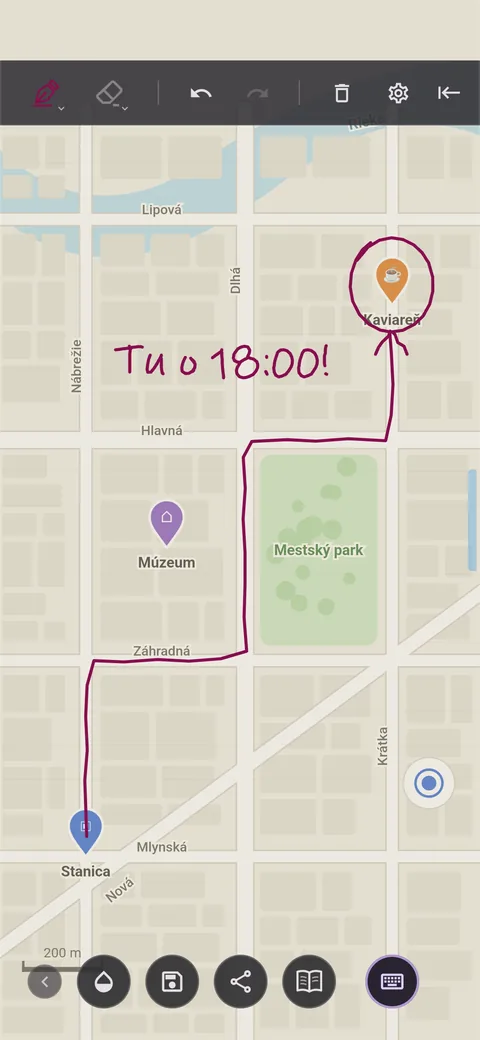 Lipová
Dlhá
Kaviareň
Tu o 18:00!
Nábrežie
Hlavná
Múzeum
Mestský park
Záhradná
Krátka
Mlynská
Stanica
Nová
200 m